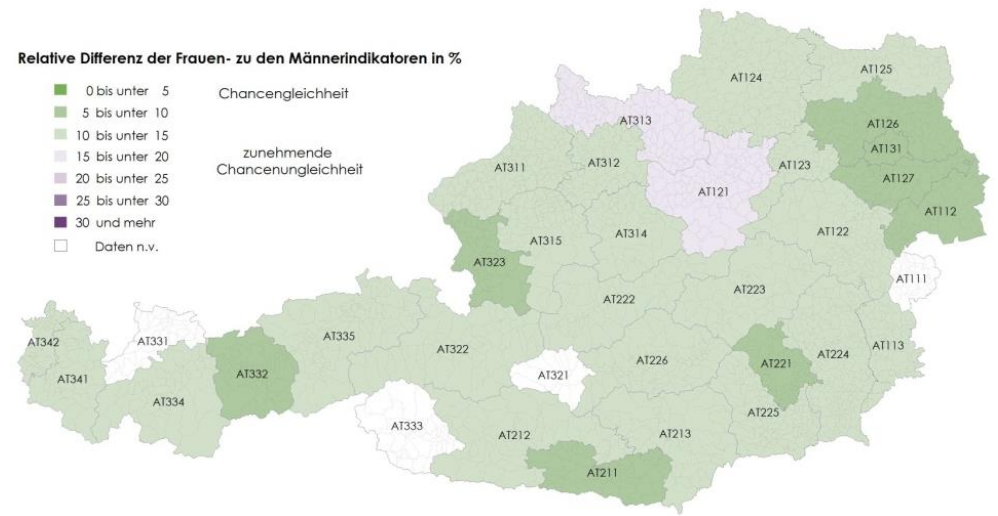 Relative Differenz der Frauen- zu den Männerindikatoren in %
0 bis unter 5
Chancengleichheit
5 bis unter 10
10 bis unter 15
15 bis unter 20
zunehmende
Chancenungleichheit
20 bis unter 25
25 bis unter 30
30 und mehr
Daten n.v.
AT124
AT125
AT313
AT126
AT131
AT311
AT312
AT123
AT127
AT121
AT112
AT315
AT314
AT122
AT323
AT111
AT222
AT223
AT342
AT331
AT335
AT322
AT113
AT224
AT341
AT332
AT321
AT226
AT221
AT334
AT333
AT212
AT213
AT225
AT211